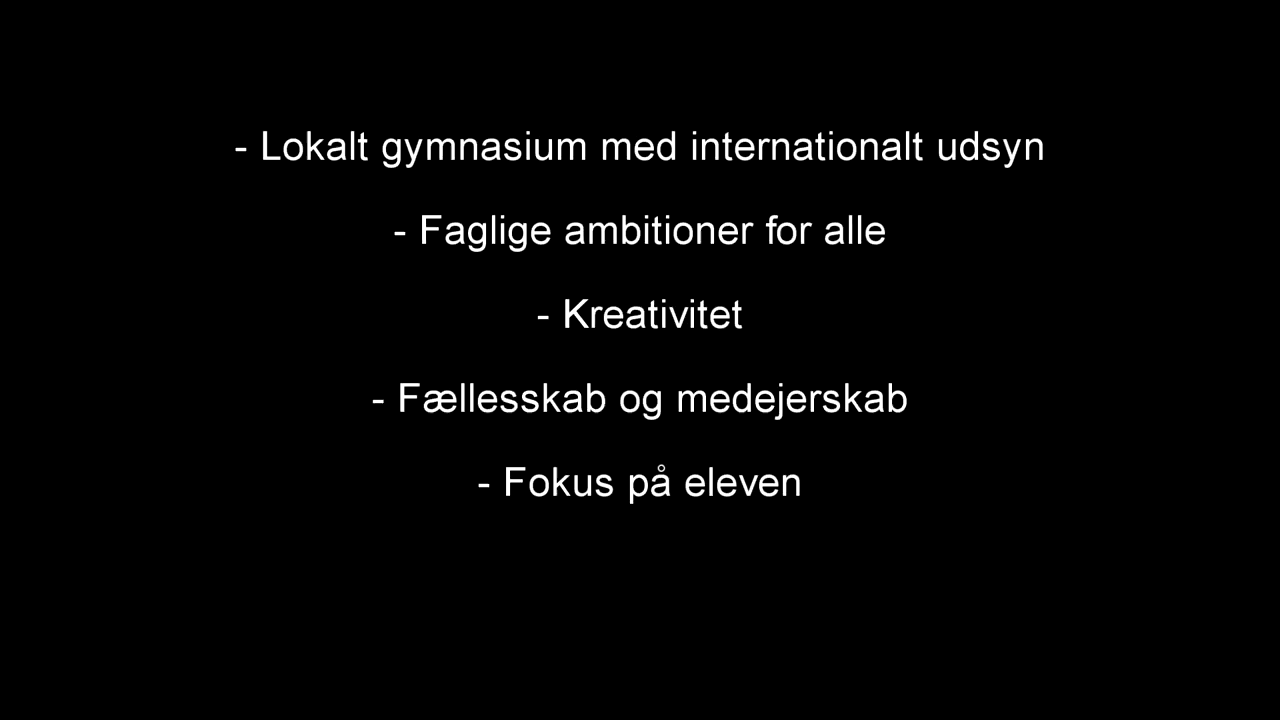 - Lokalt gymnasium med internationalt udsyn
- Faglige ambitioner for alle
- Kreativitet
- Fællesskab og medejerskab
- Fokus på eleven